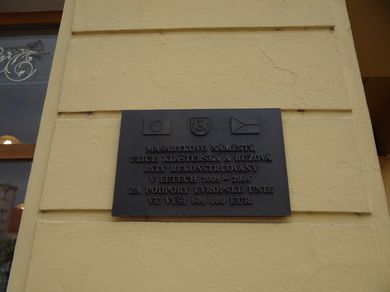 MASARYKOVO NÁMĚSTÍ
ULICE KLÁŠTERSKÁ A RŮŽOVÁ
BYLY REKONSTRUOVÁNY
V LETECH 2005 – 2006
ZA PODPORY EVROPSKÉ UNIE
VE VÝŠI 600 000 EUR.